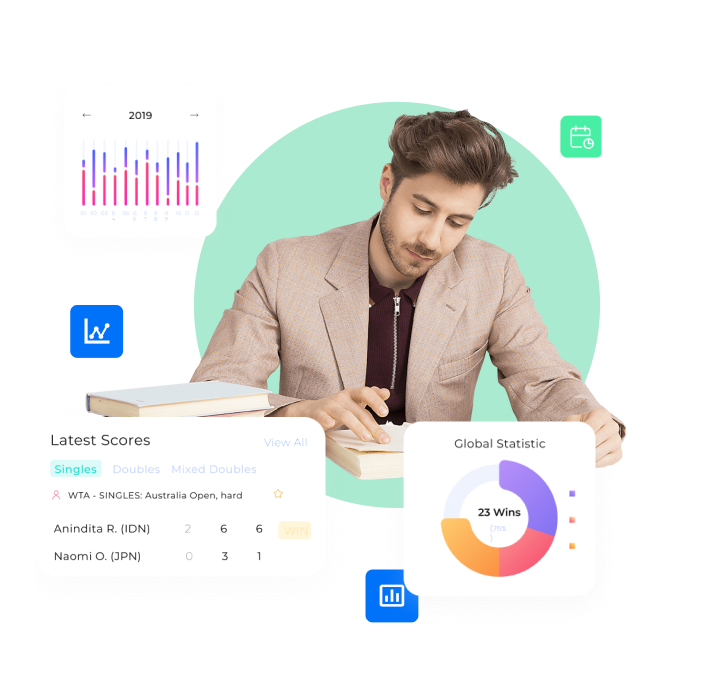 2019
Latest Scores
View All
Singles Doubles Mixed Doubles
WTA - SINGLES: Australia Open, hard
Anindita R. (IDN) 2 6 6 WIN
Naomi O. (JPN) 0 3 1
Global Statistic
23 Wins